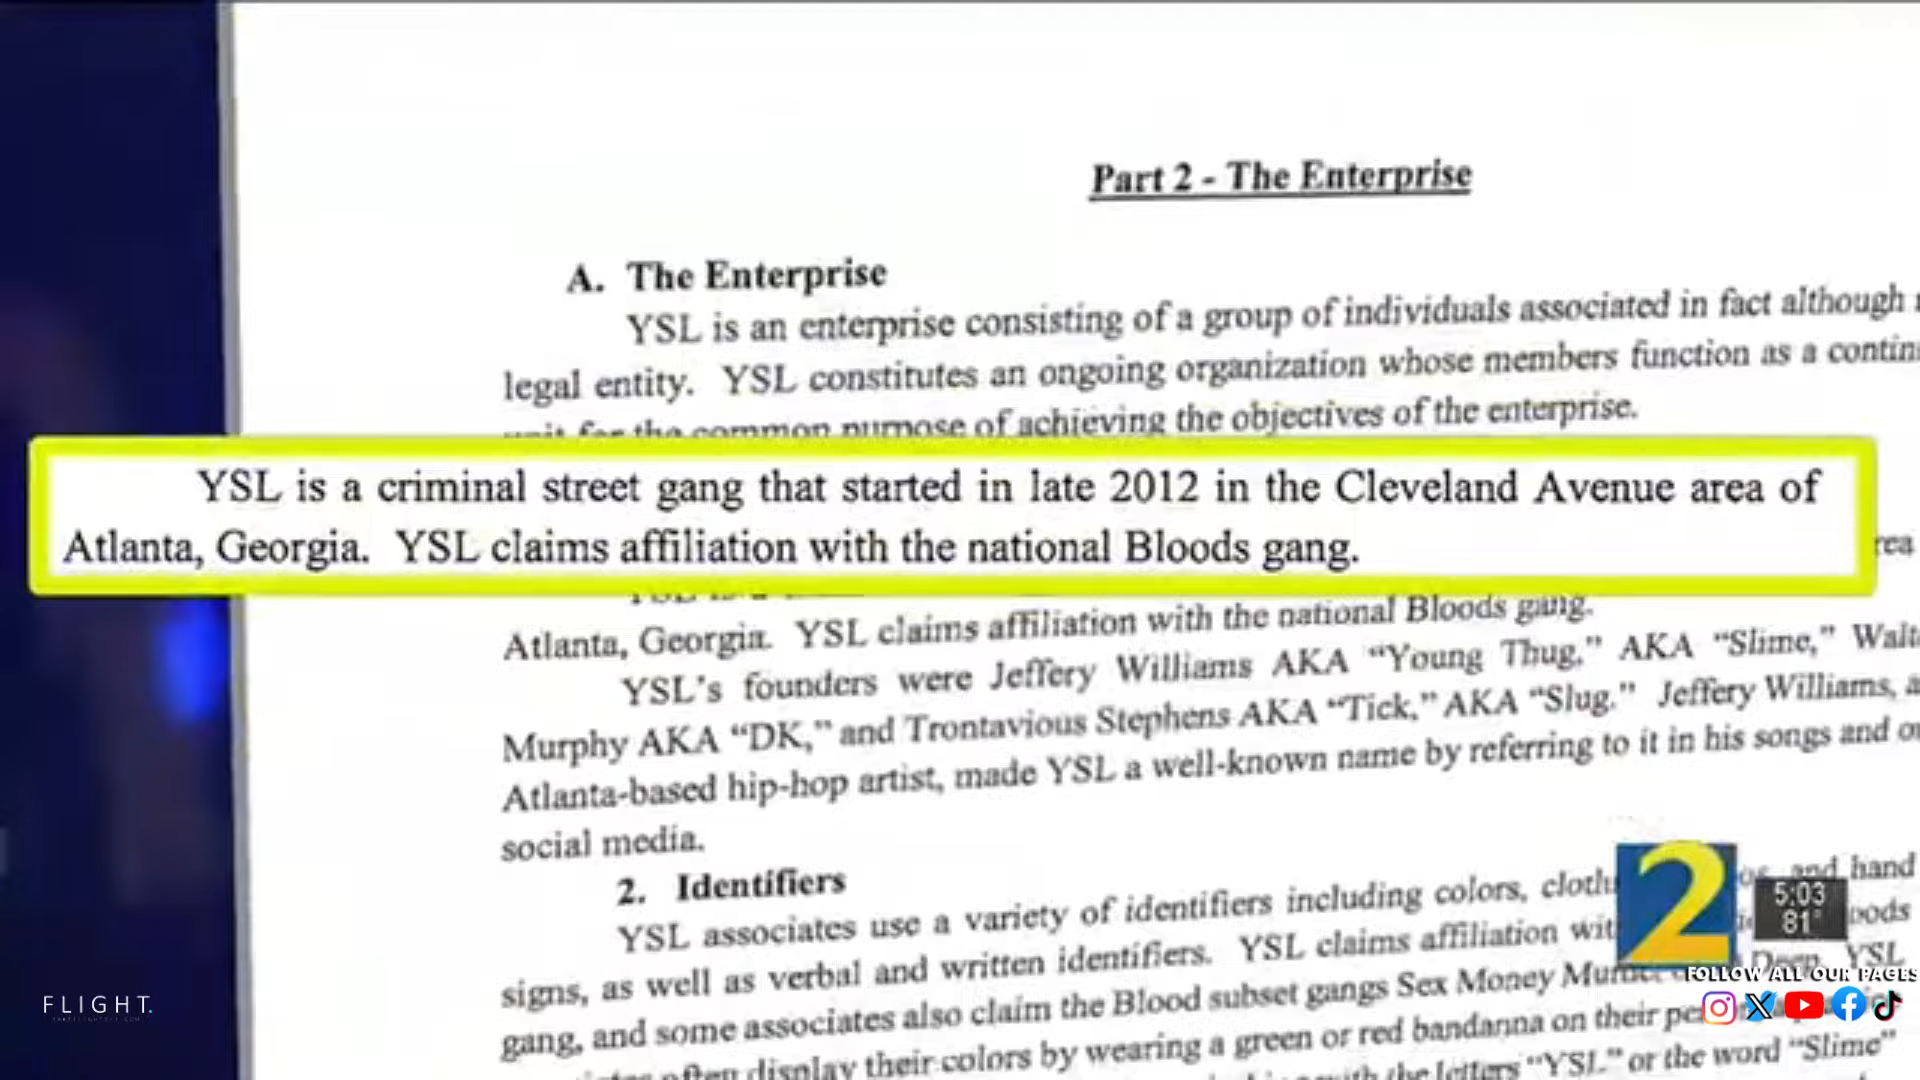 Part 2 - The Enterprise
A. The Enterprise
YSL is an enterprise consisting of a group of individuals associated in fact although
legal entity. YSL constitutes an ongoing organization whose members function as a contin
unit for the common purpose of achieving the objectives of the enterprise.
YSL is a criminal street gang that started in late 2012 in the Cleveland Avenue area of
Atlanta, Georgia. YSL claims affiliation with the national Bloods gang.
rea
YSL is a
Atlanta, Georgia. YSL claims affiliation with the national Bloods gang.
YSL's founders were Jeffery Williams AKA “Young Thug,” AKA “Slime,” Walt
Murphy AKA “DK,” and Trontavious Stephens AKA “Tick,” AKA “Slug.” Jeffery Williams, a
Atlanta-based hip-hop artist, made YSL a well-known name by referring to it in his songs and o
social media.
2. Identifiers
YSL associates use a variety of identifiers including colors, cloth and hand
signs, as well as verbal and written identifiers. YSL claims affiliation wit oods
gang, and some associates also claim the Blood subset gangs Sex Money Mur Deep. YSL
often display their colors by wearing a green or red bandanna on their pe
with the letters “YSL” or the word “Slime”
2
5:03
81°
FOLLOW ALL OUR PAGES
FLIGHT.